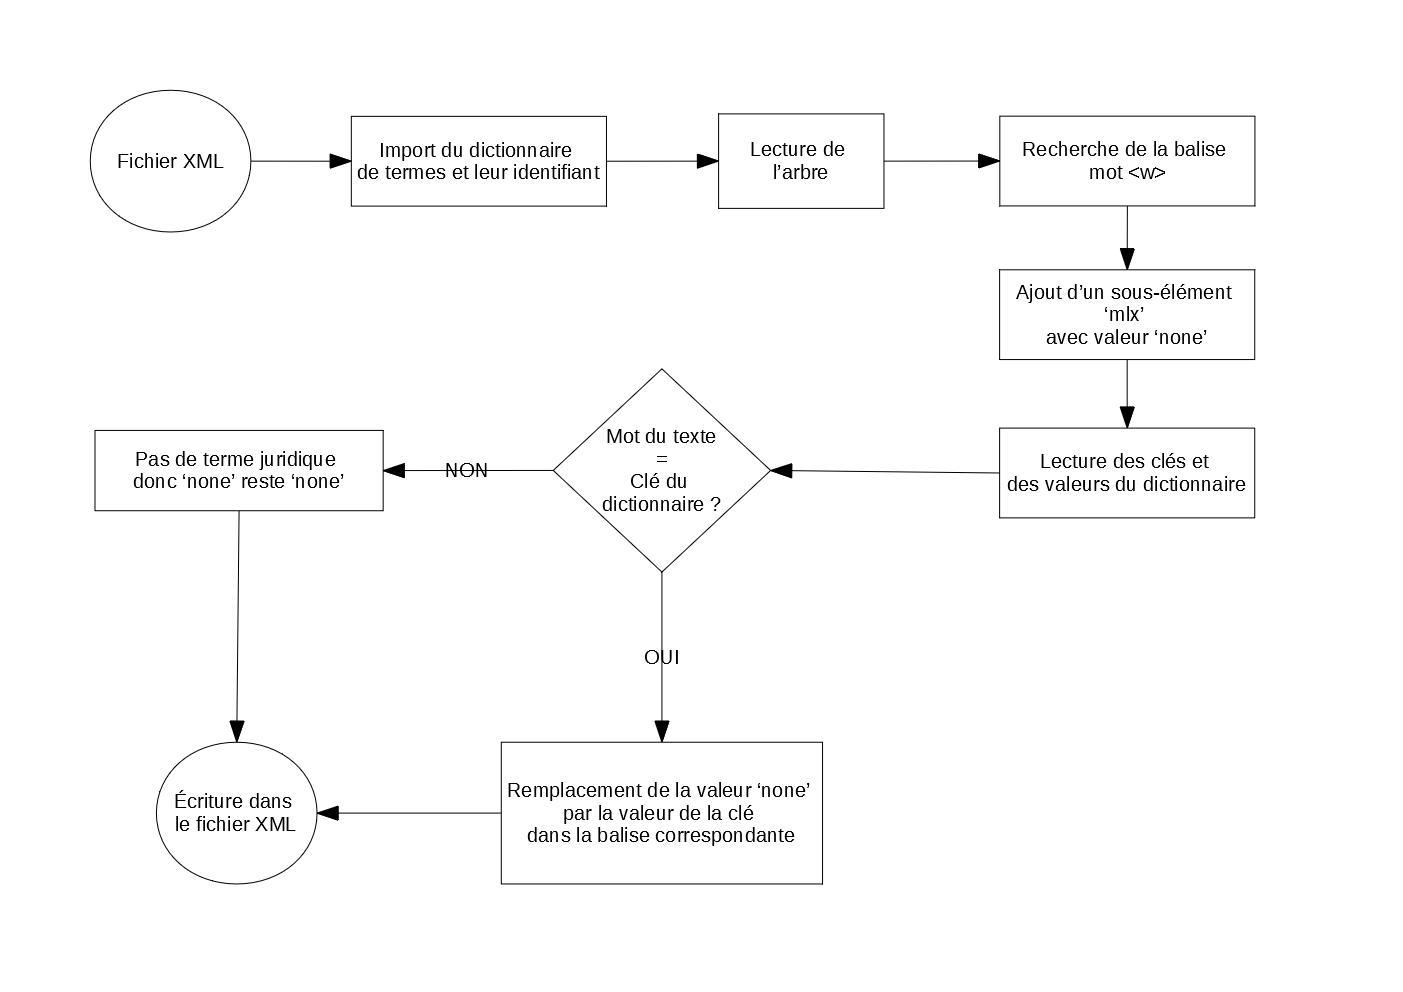 Fichier XML
Import du dictionnaire
de termes et leur identifiant
Lecture de
l’arbre
Recherche de la balise
mot <w>
Ajout d’un sous-élément
‘mlx’
avec valeur ‘none’
Lecture des clés et
des valeurs du dictionnaire
Mot du texte
=
Clé du
dictionnaire ?
NON
Pas de terme juridique
donc ‘none’ reste ‘none’
OUI
Remplacement de la valeur ‘none’
par la valeur de la clé
dans la balise correspondante
Écriture dans
le fichier XML